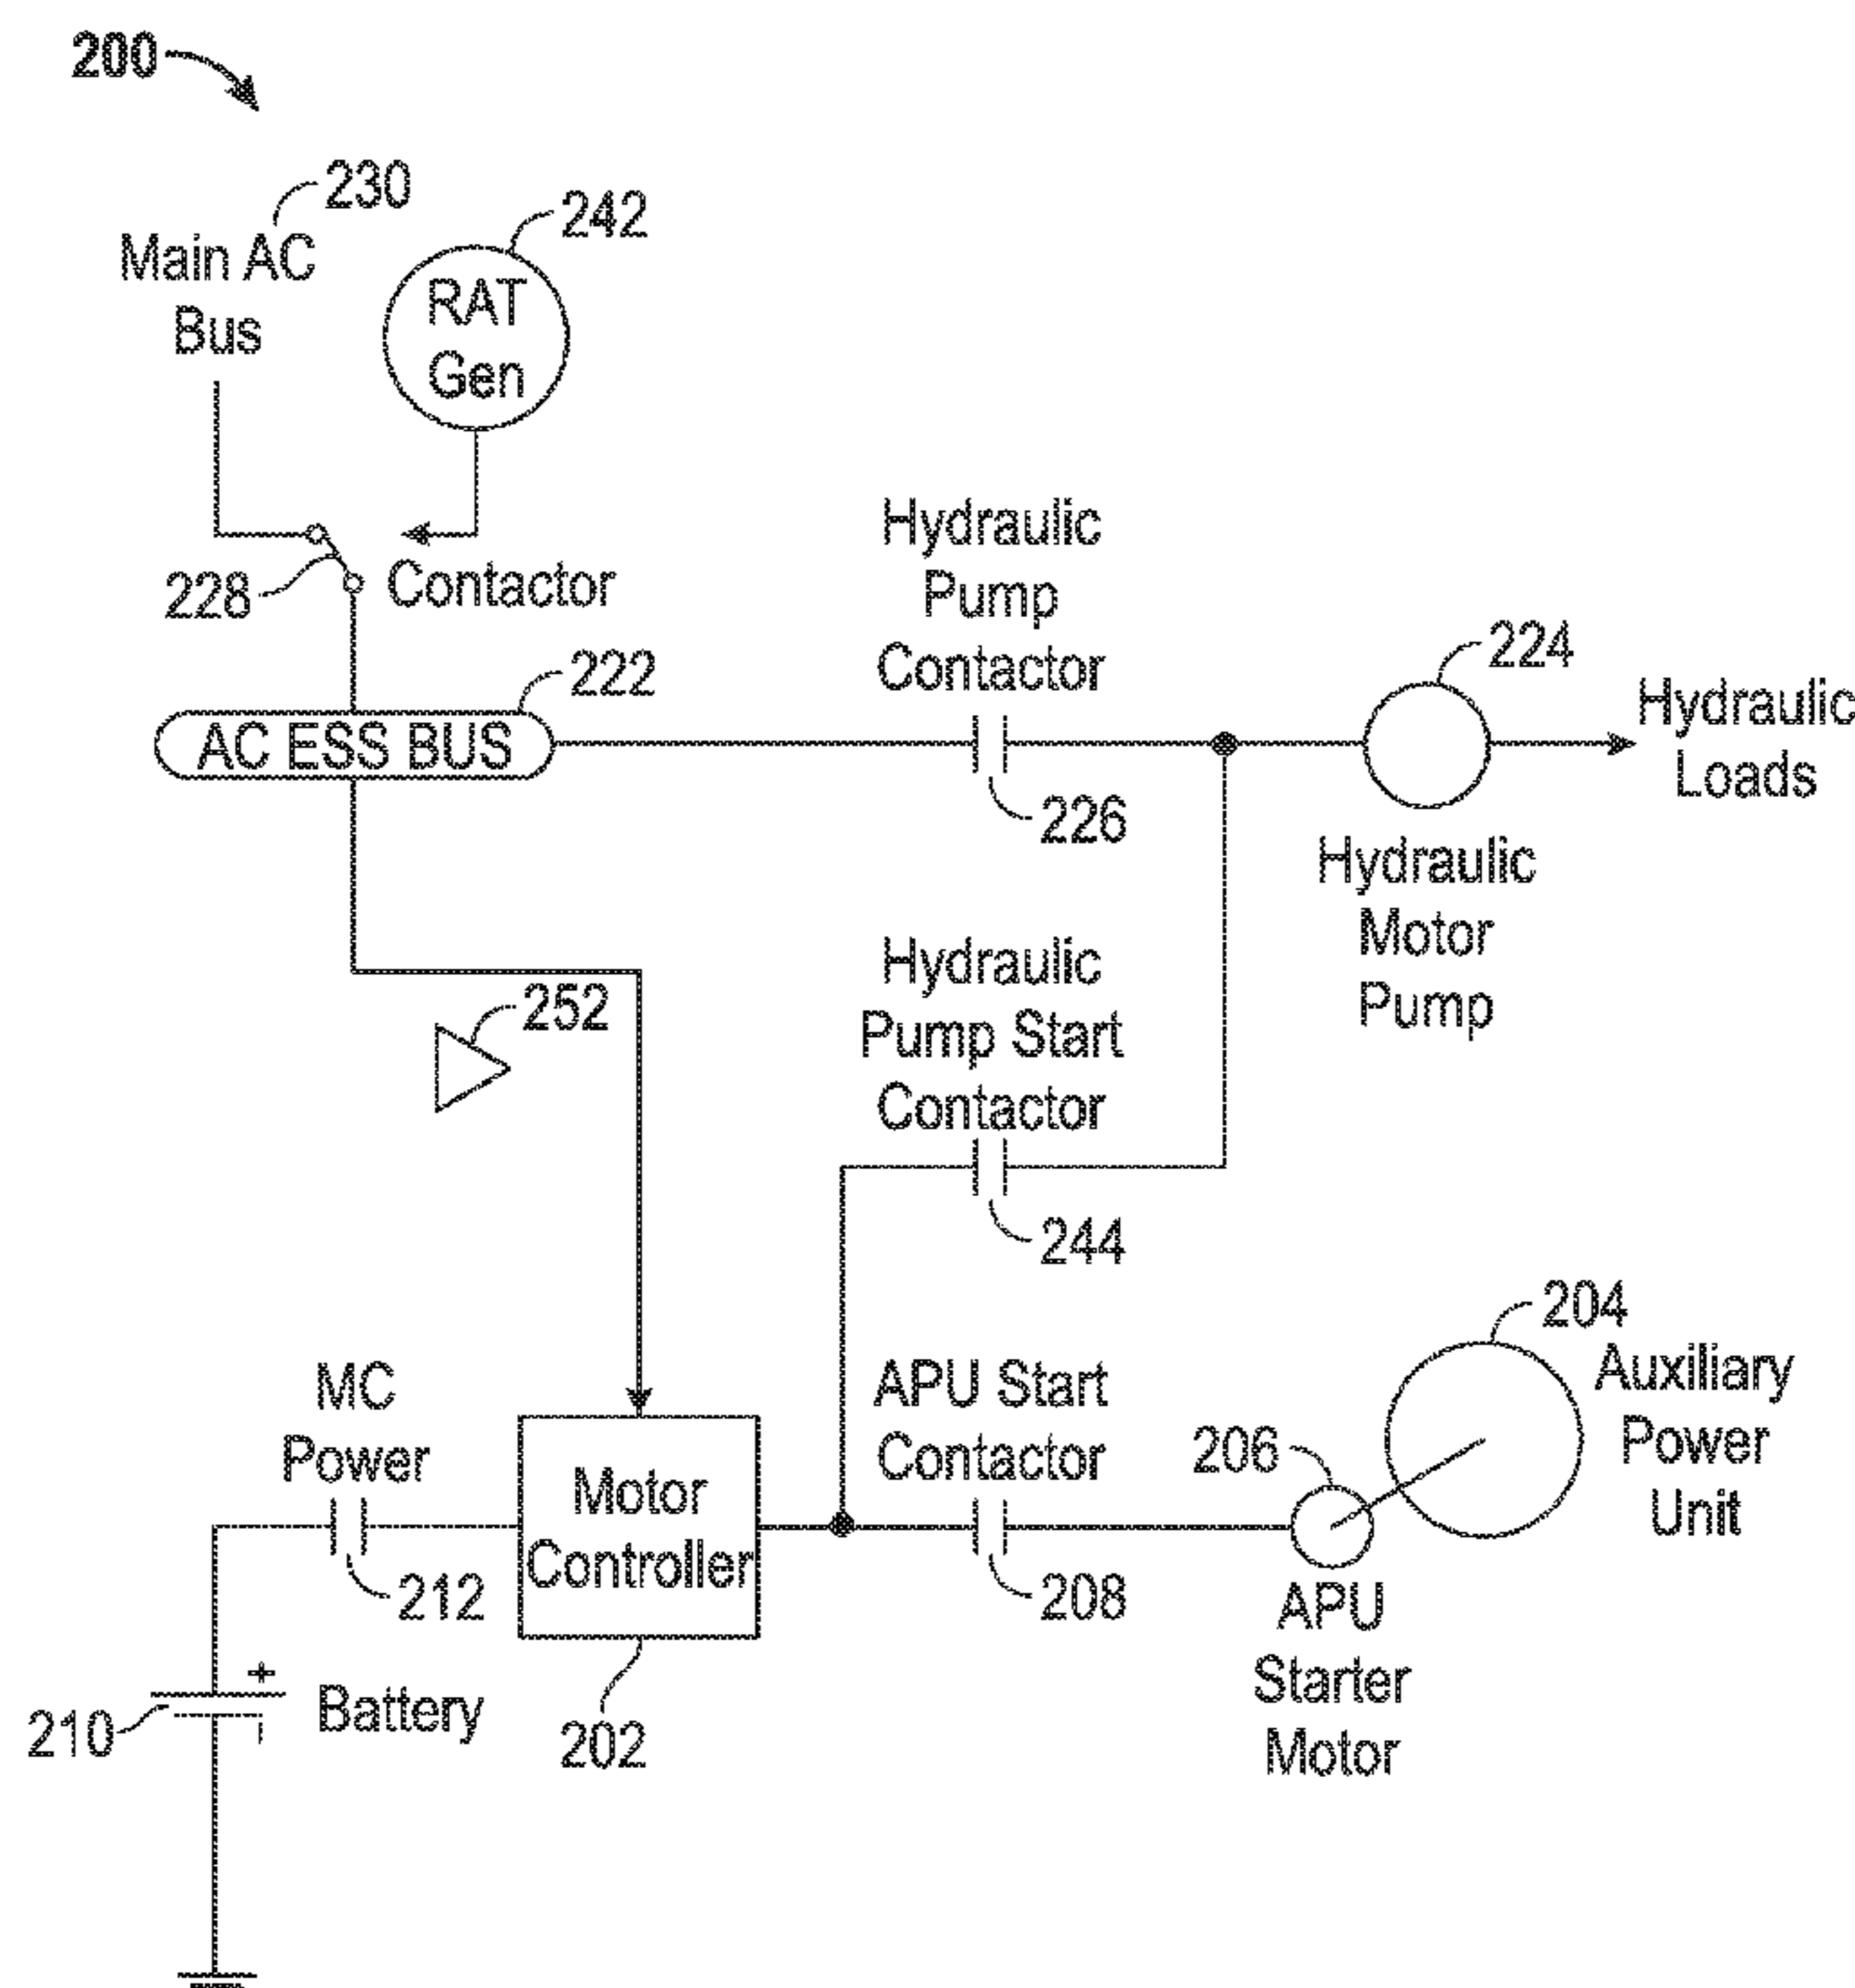 200
230
Main AC
Bus
242
RAT
Gen
228
Contactor
222
AC ESS BUS
Hydraulic
Pump
Contactor
226
224
Hydraulic
Loads
Hydraulic
Motor
Pump
252
Hydraulic
Pump Start
Contactor
244
204
Auxiliary
Power
Unit
MC
Power
212
Motor
Controller
202
APU Start
Contactor
208
206
APU
Starter
Motor
+
-
Battery
210